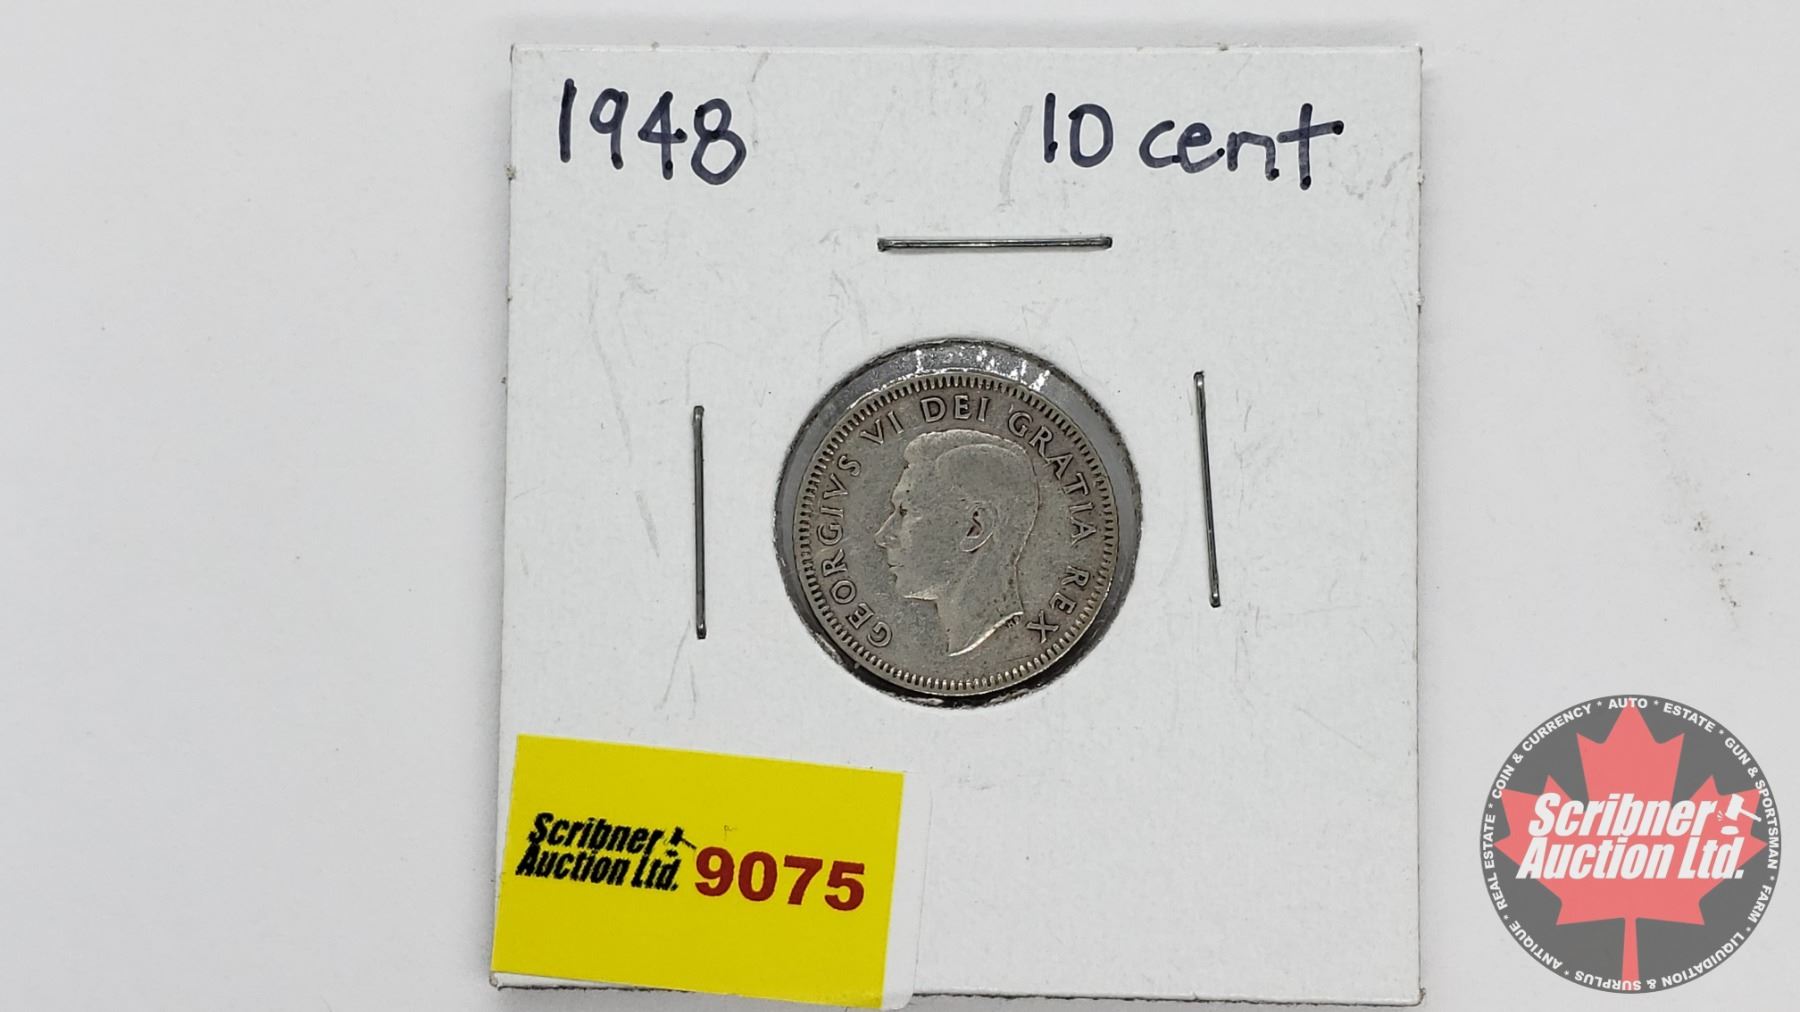 1948 10 cent
GEORGIVS VI DEI GRATIA REX
Scribner
Auction Ltd. 9075
Scribner
Auction Ltd.
* AUTO * ESTATE * GUN & SPORTSMAN * FARM * LIQUIDATION & SURPLUS * ANTIQUE * REAL ESTATE * COIN & CURRENCY